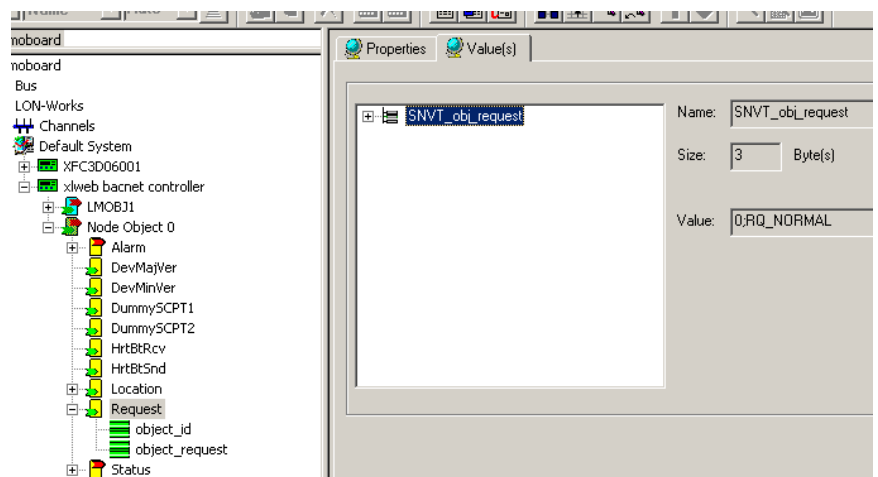 Name
Auto
moboard
moboard
Bus
LON-Works
Channels
Default System
XFC3D06001
xlweb bacnet controller
LMOBJ1
Node Object 0
Alarm
DevMajVer
DevMinVer
DummySCPT1
DummySCPT2
HrtBtRcv
HrtBtSnd
Location
Request
object_id
object_request
Status
Properties
Value(s)
SNVT_obj_request
Name: SNVT_obj_request
Size: 3 Byte(s)
Value: 0;RQ_NORMAL